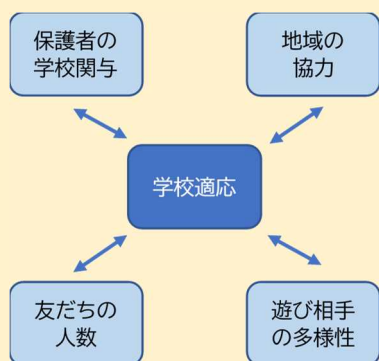 保護者の
学校関与
地域の
協力
学校適応
友だちの
人数
遊び相手
の多様性